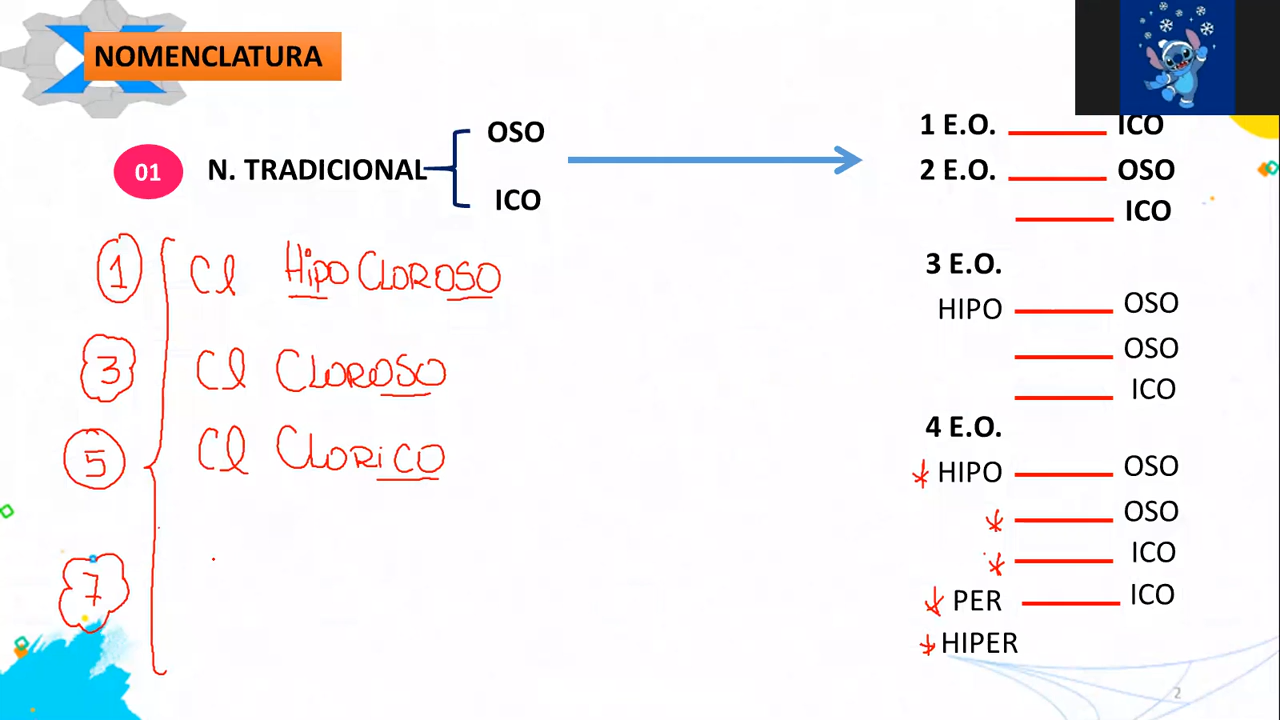 NOMENCLATURA
01 N. TRADICIONAL
OSO
ICO
1 Cl HipoCLOROSO
3 Cl CLOROSO
5 Cl CLORiCO
7
1 E.O. ICO
2 E.O. OSO
ICO
3 E.O.
HIPO OSO
OSO
ICO
4 E.O.
* HIPO OSO
* OSO
* ICO
* PER ICO
* HIPER
2